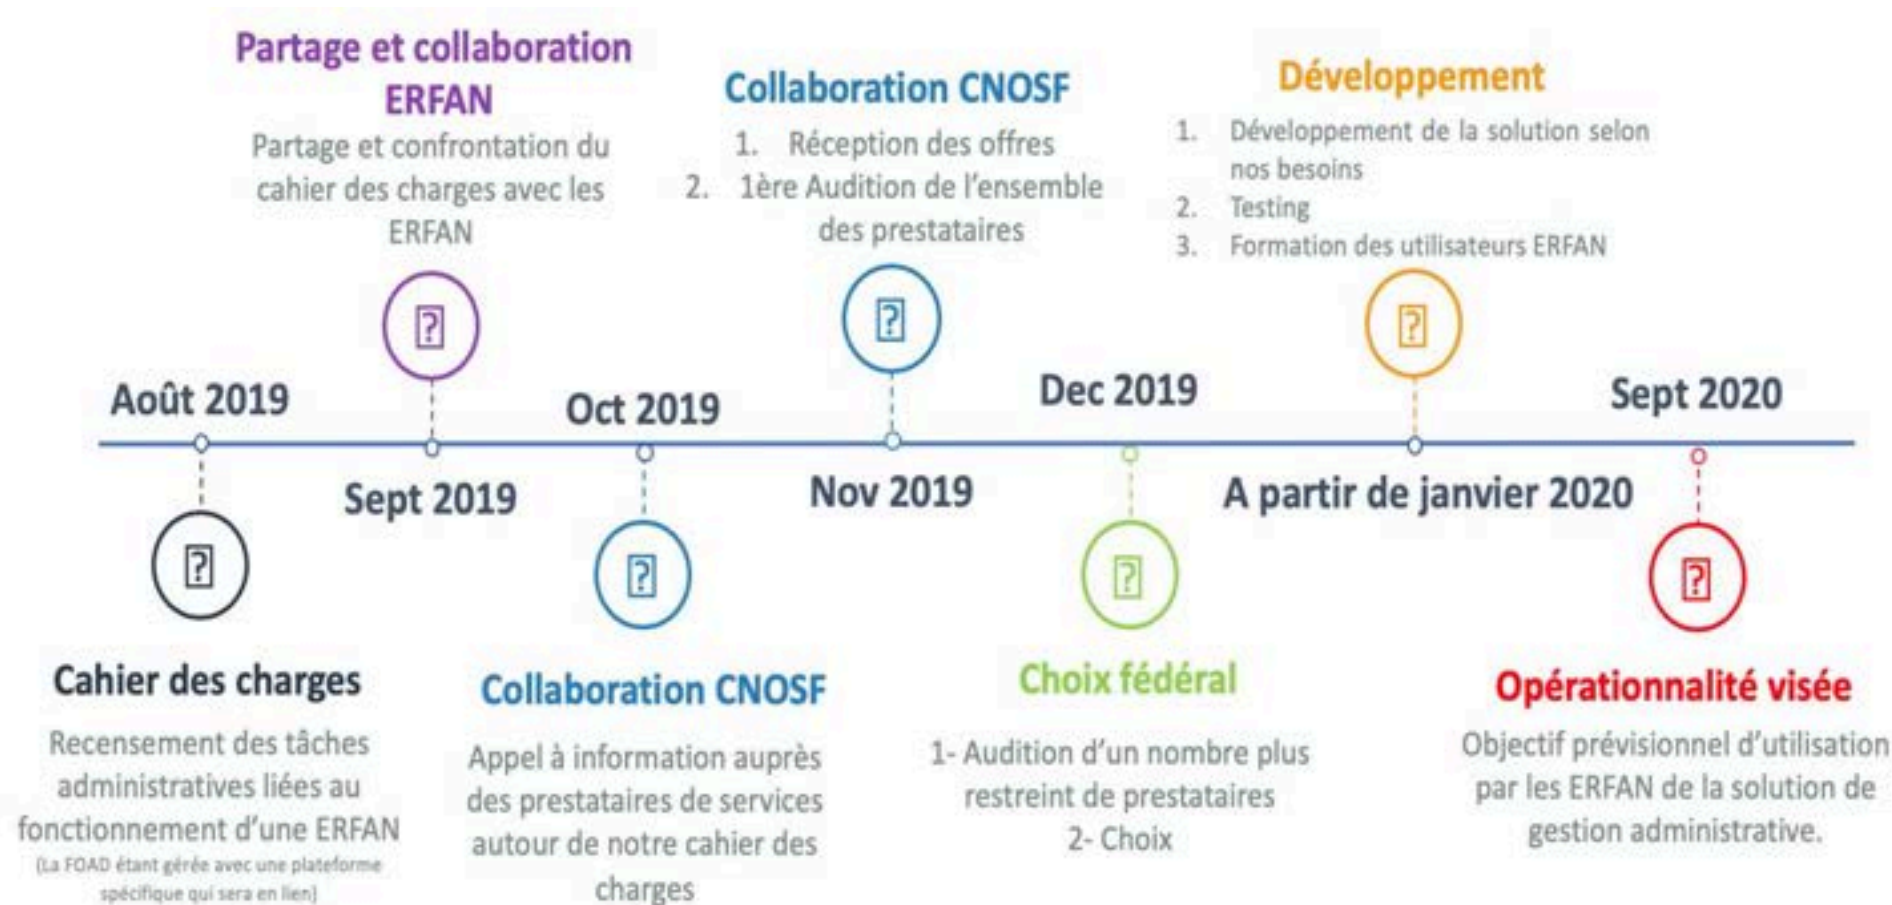 Partage et collaboration
ERFAN
Partage et confrontation du
cahier des charges avec les
ERFAN
Collaboration CNOSF
1. Réception des offres
2. 1ère Audition de l'ensemble
des prestataires
Développement
1. Développement de la solution selon
nos besoins
2. Testing
3. Formation des utilisateurs ERFAN
Août 2019
Sept 2019
Oct 2019
Nov 2019
Dec 2019
A partir de janvier 2020
Sept 2020
Cahier des charges
Recensement des tâches
administratives liées au
fonctionnement d'une ERFAN
(La FOAD étant gérée avec une plateforme
spécifique qui sera en lien)
Collaboration CNOSF
Appel à information auprès
des prestataires de services
autour de notre cahier des
charges
Choix fédéral
1- Audition d'un nombre plus
restreint de prestataires
2- Choix
Opérationnalité visée
Objectif prévisionnel d'utilisation
par les ERFAN de la solution de
gestion administrative.